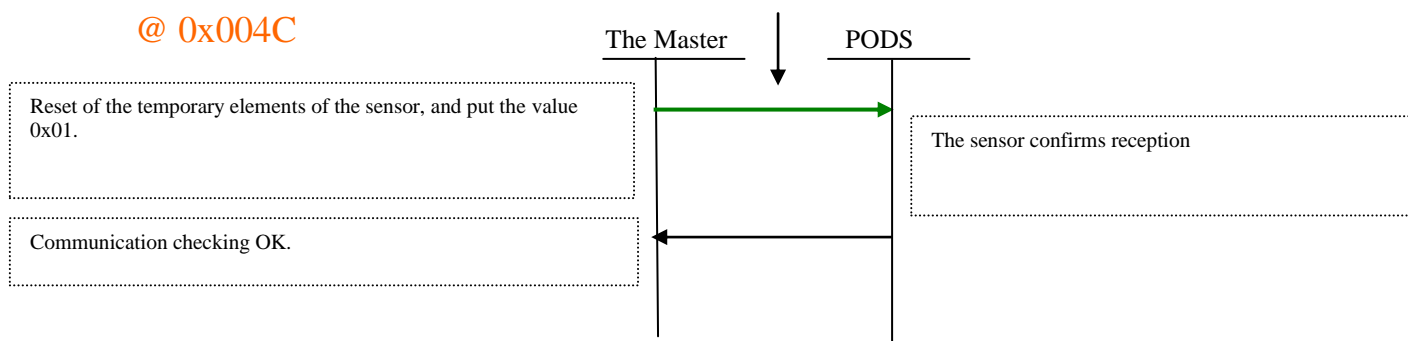 @ 0x004C
The Master
PODS
Reset of the temporary elements of the sensor, and put the value
0x01.
The sensor confirms reception
Communication checking OK.